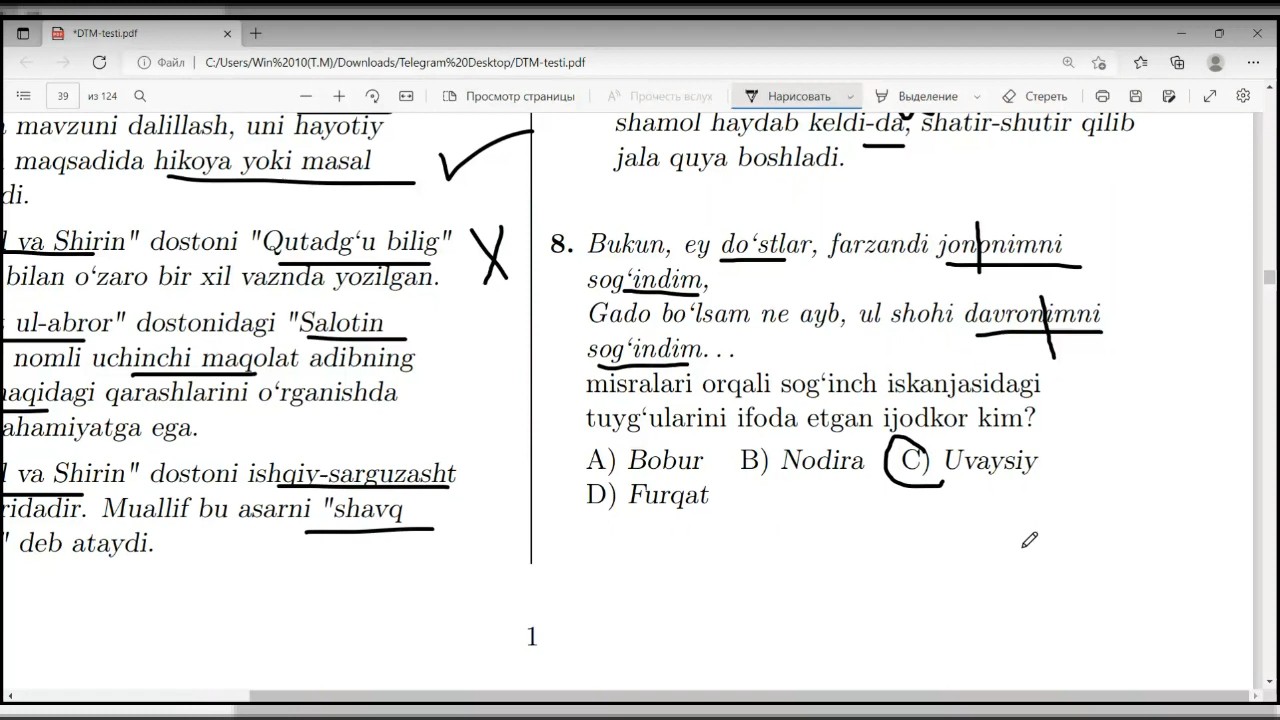 *DTM-testi.pdf
Файл
C:/Users/Win%2010(T.M)/Downloads/Telegram%20Desktop/DTM-testi.pdf
39 из 124
Просмотр страницы
Прочесть вслух
Нарисовать
Выделение
Стереть
mavzuni dalillash, uni hayotiy
maqsadida hikoya yoki masal
di.
l va Shirin" dostoni "Qutadg‘u bilig"
bilan o‘zaro bir xil vaznda yozilgan.
ul-abror" dostonidagi "Salotin
nomli uchinchi maqolat adibning
haqidagi qarashlarini o‘rganishda
ahamiyatga ega.
l va Shirin" dostoni ishqiy-sarguzasht
ridadir. Muallif bu asarni "shavq
" deb ataydi.
shamol haydab keldi-da, shatir-shutir qilib
jala quya boshladi.
8. Bukun, ey do‘stlar, farzandi jononimni
sog‘indim,
Gado bo‘lsam ne ayb, ul shohi davronimni
sog‘indim...
misralari orqali sog‘inch iskanjasidagi
tuyg‘ularini ifoda etgan ijodkor kim?
A) Bobur B) Nodira C) Uvaysiy
D) Furqat
1